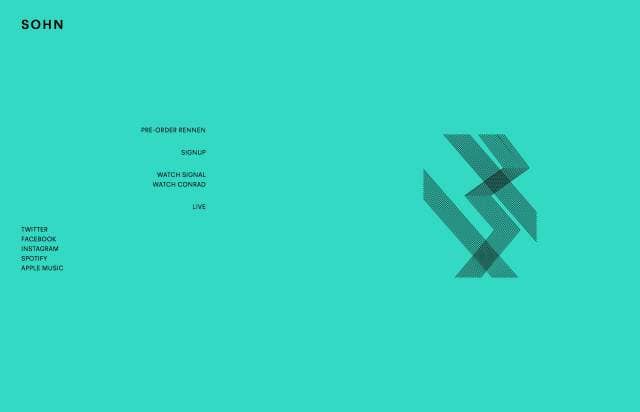 SOHN
PRE-ORDER RENNEN
SIGNUP
WATCH SIGNAL
WATCH CONRAD
LIVE
TWITTER
FACEBOOK
INSTAGRAM
SPOTIFY
APPLE MUSIC